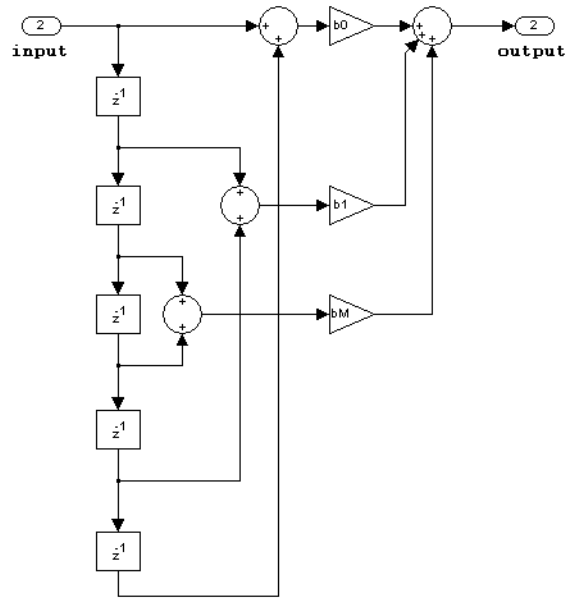 2
input
+
+
b0
+
+
+
2
output
z-1
z-1
+
+
b1
z-1
+
+
bM
z-1
z-1